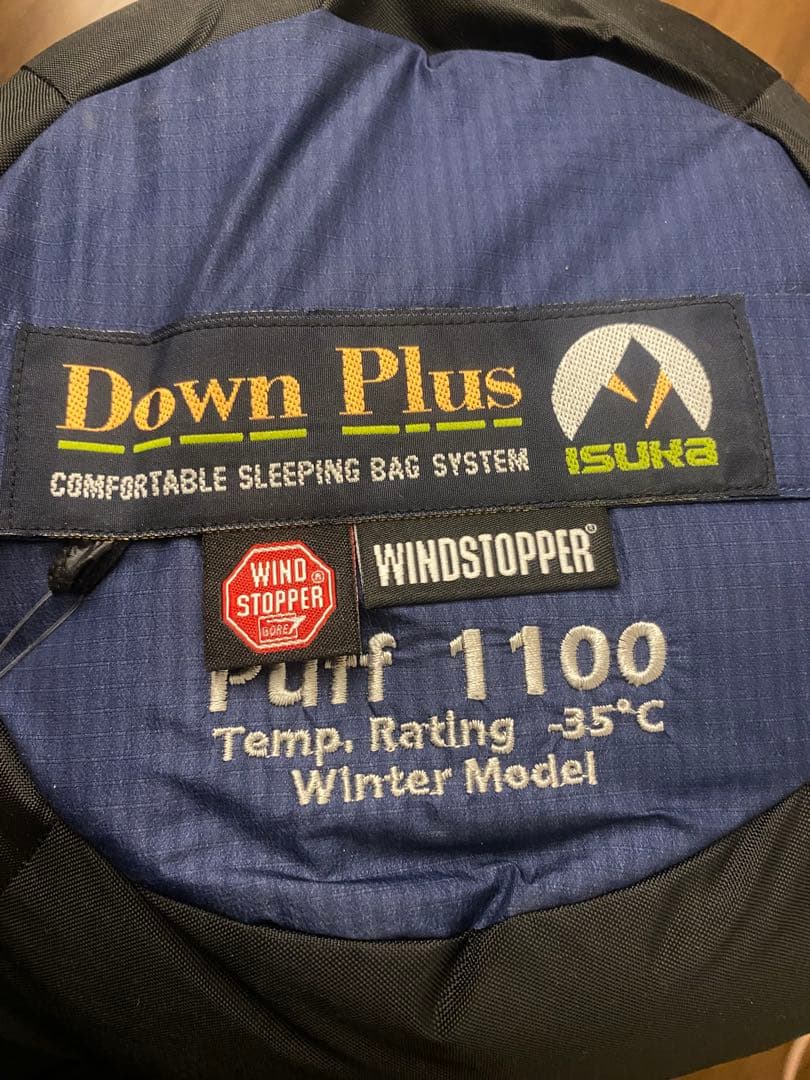 Down Plus
COMFORTABLE SLEEPING BAG SYSTEM
ISUKA
WIND
STOPPER®
GORE
WINDSTOPPER®
Puff 1100
Temp. Rating -35°C
Winter Model